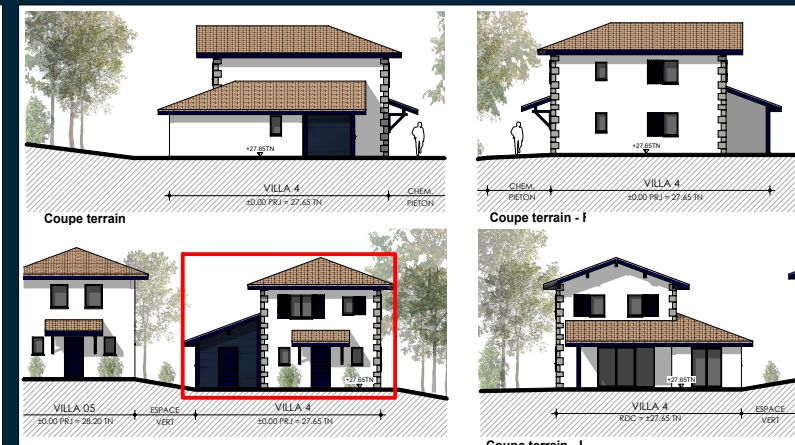 +27.65TN
VILLA 4
±0.00 PRJ = 27.65 TN
CHEM.
PIETON
Coupe terrain
+27.65TN
CHEM.
PIETON
VILLA 4
±0.00 PRJ = 27.65 TN
Coupe terrain - F
+27.65TN
VILLA 05
±0.00 PRJ = 28.20 TN
ESPACE
VERT
VILLA 4
±0.00 PRJ = 27.65 TN
+27.65TN
VILLA 4
RDC = ±27.65 TN
ESPACE
VERT
Coupe terrain